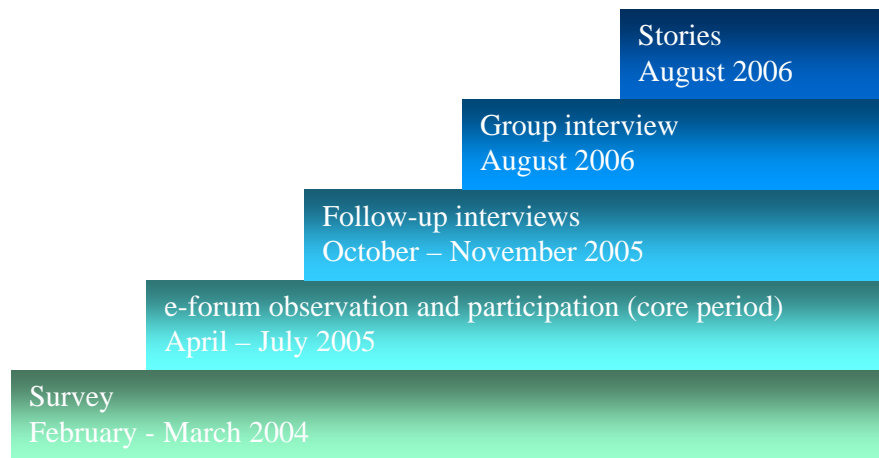 Stories
August 2006
Group interview
August 2006
Follow-up interviews
October – November 2005
e-forum observation and participation (core period)
April – July 2005
Survey
February - March 2004